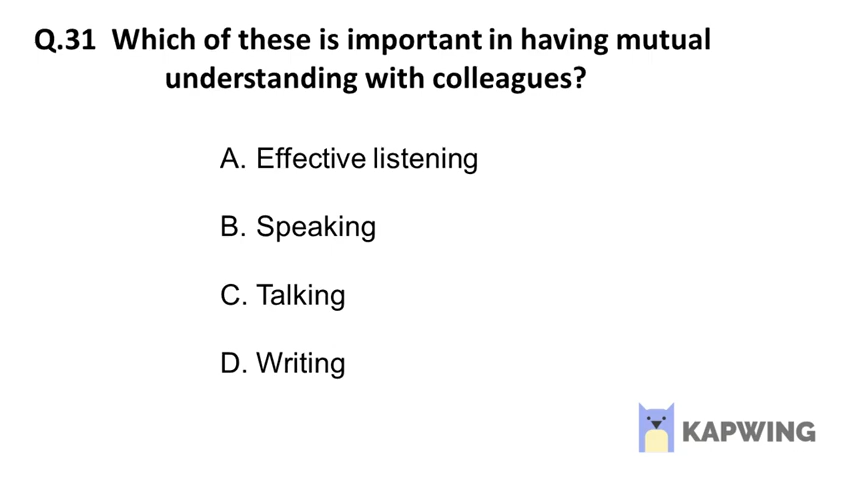 Q.31 Which of these is important in having mutual
understanding with colleagues?
A. Effective listening
B. Speaking
C. Talking
D. Writing
KAPWING